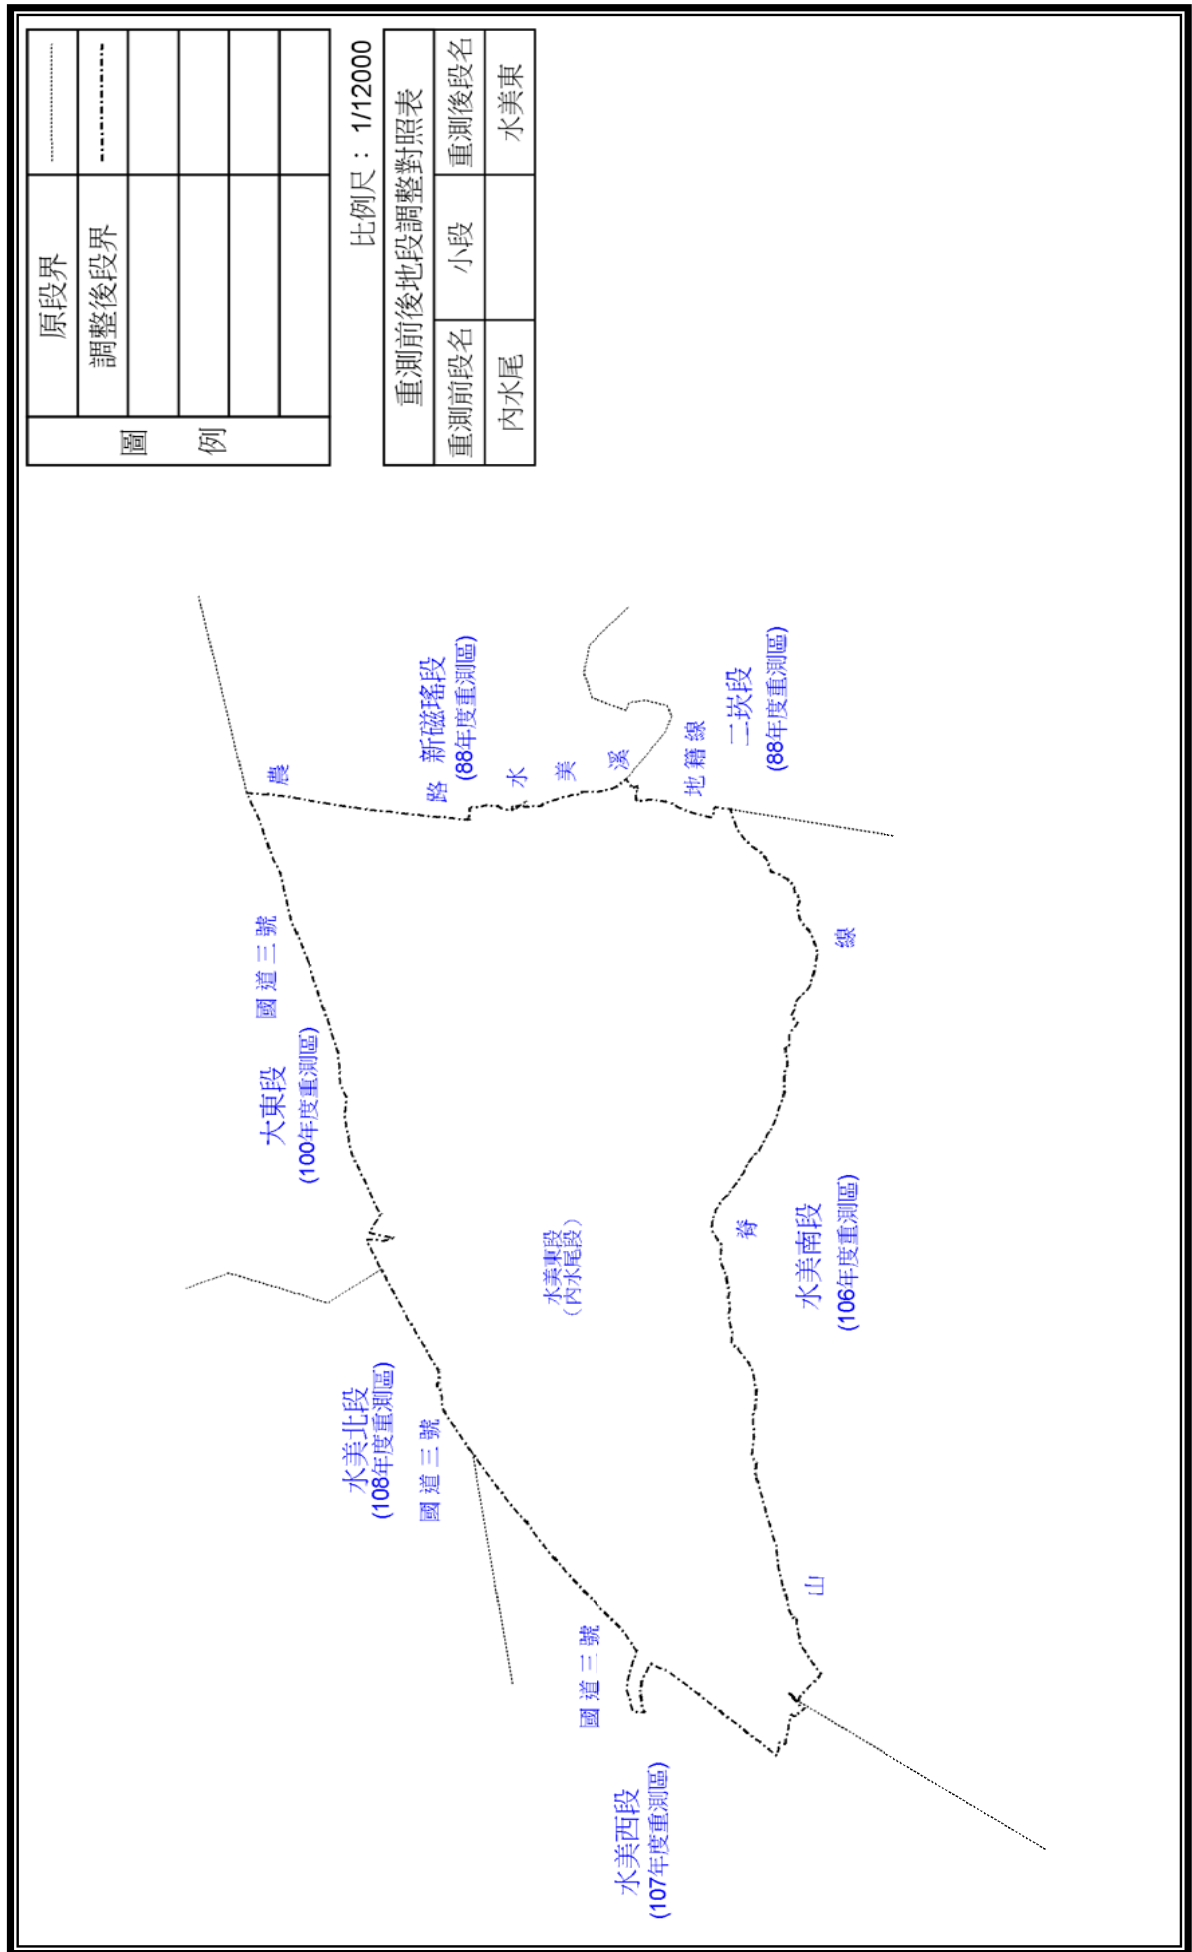 圖例
原段界
調整後段界
比例尺：1/12000
重測前後地段調整對照表
重測前段名 小段 重測後段名
內水尾 水美東
大東段
(100年度重測區)
國道三號
農路
新磁瑤段
(88年度重測區)
水美溪
地籍線
二崁段
(88年度重測區)
水美北段
(108年度重測區)
國道三號
水美東段
(內水尾段)
國道三號
水美西段
(107年度重測區)
山脊線
水美南段
(106年度重測區)